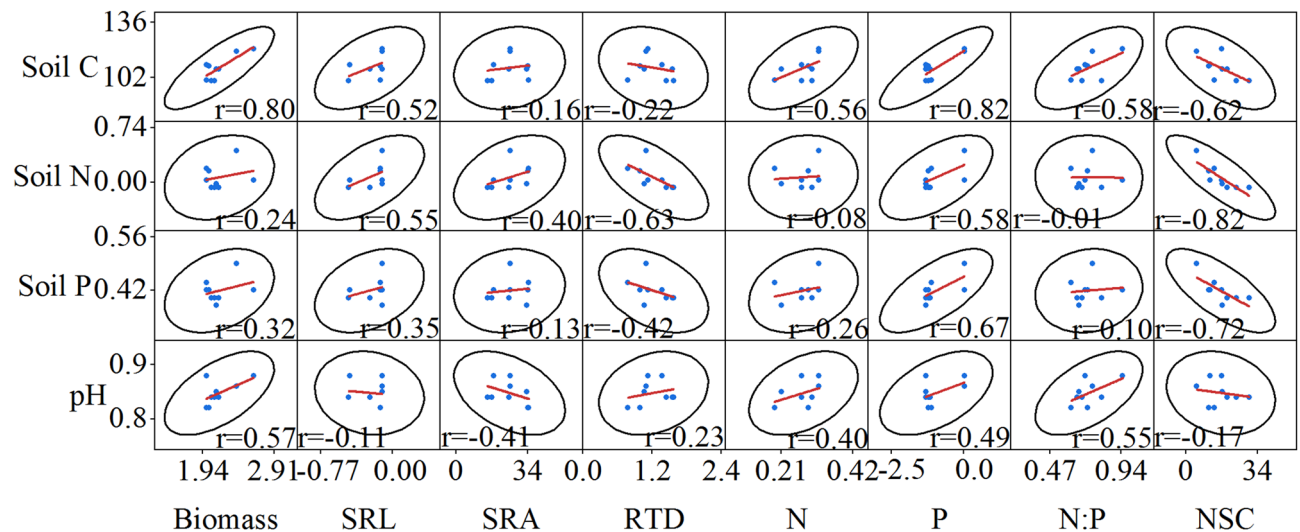 136
Soil C
102
r=0.80 r=0.52 r=0.16 r=-0.22 r=0.56 r=0.82 r=0.58 r=-0.62
0.74
Soil N 0.00
r=0.24 r=0.55 r=0.40 r=-0.63 r=0.08 r=0.58 r=-0.01 r=-0.82
0.56
Soil P 0.42
r=0.32 r=0.35 r=0.13 r=-0.42 r=0.26 r=0.67 r=0.10 r=-0.72
0.9
pH
0.8
r=0.57 r=-0.11 r=-0.41 r=0.23 r=0.40 r=0.49 r=0.55 r=-0.17
1.94 2.91 -0.77 0.00 0 34 0.0 1.2 2.4 0.21 0.42 -2.5 0.0 0.47 0.94 0 34
Biomass SRL SRA RTD N P N:P NSC